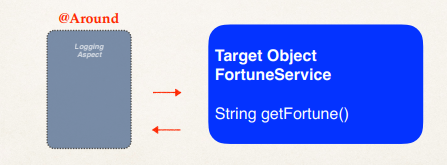 @Around
Logging
Aspect
Target Object
FortuneService
String getFortune()